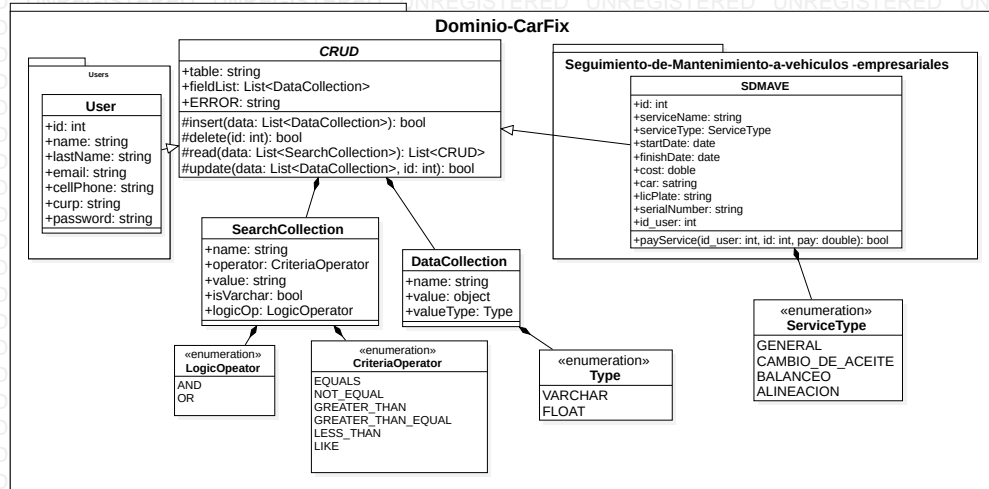 UNREGISTERED UNREGISTERED UNREGISTERED UNREGISTERED UNREGISTERED UNREGISTERED
Dominio-CarFix
Users
User
+id: int
+name: string
+lastName: string
+email: string
+cellPhone: string
+curp: string
+password: string
CRUD
+table: string
+fieldList: List<DataCollection>
+ERROR: string
#insert(data: List<DataCollection>): bool
#delete(id: int): bool
#read(data: List<SearchCollection>): List<CRUD>
#update(data: List<DataCollection>, id: int): bool
Seguimiento-de-Mantenimiento-a-vehiculos -empresariales
SDMAVE
+id: int
+serviceName: string
+serviceType: ServiceType
+startDate: date
+finishDate: date
+cost: doble
+car: satring
+licPlate: string
+serialNumber: string
+id_user: int
+payService(id_user: int, id: int, pay: double): bool
SearchCollection
+name: string
+operator: CriteriaOperator
+value: string
+isVarchar: bool
+logicOp: LogicOperator
DataCollection
+name: string
+value: object
+valueType: Type
«enumeration»
LogicOpeator
AND
OR
«enumeration»
CriteriaOperator
EQUALS
NOT_EQUAL
GREATER_THAN
GREATER_THAN_EQUAL
LESS_THAN
LIKE
«enumeration»
Type
VARCHAR
FLOAT
«enumeration»
ServiceType
GENERAL
CAMBIO_DE_ACEITE
BALANCEO
ALINEACION